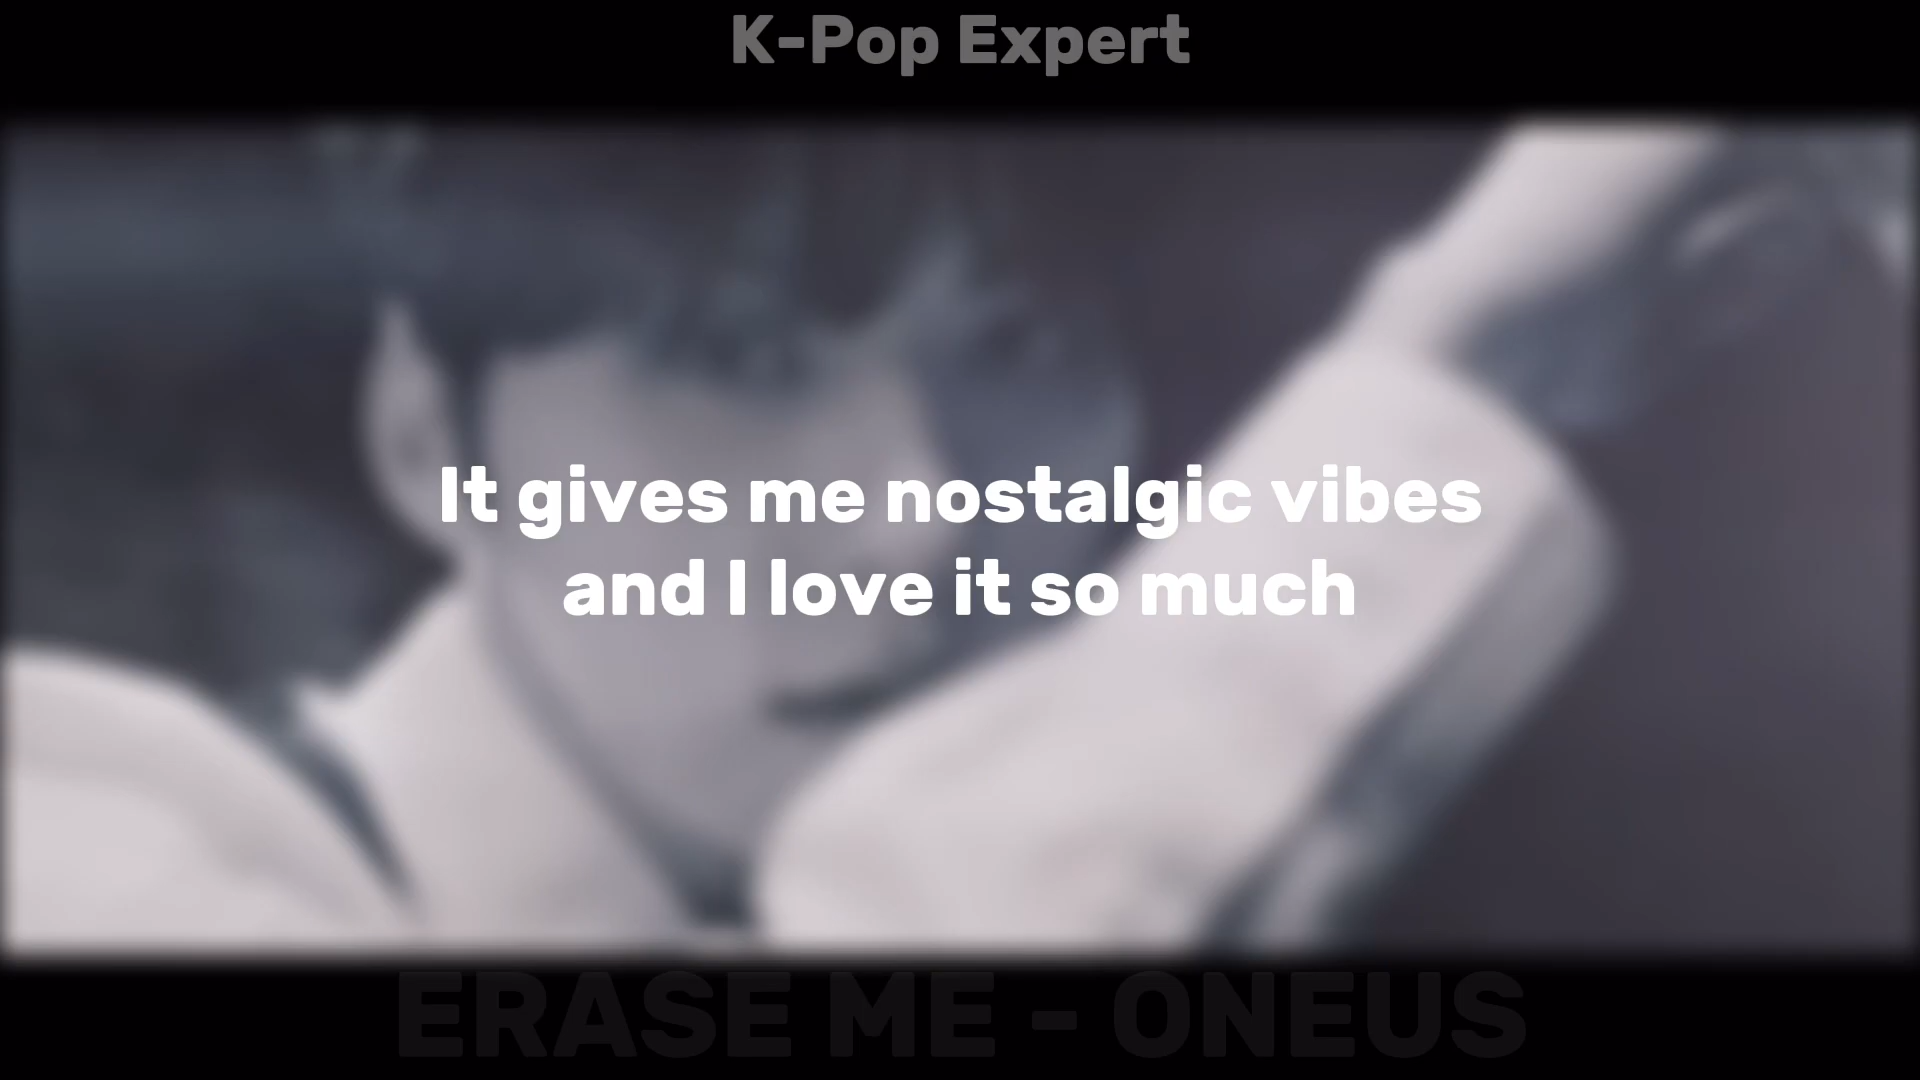 K-Pop Expert
It gives me nostalgic vibes
and I love it so much
ERASE ME - ONEUS